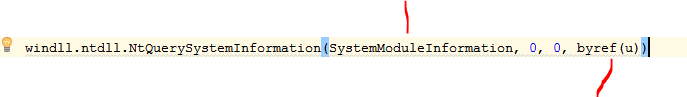 windll.ntdll.NtQuerySystemInformation(SystemModuleInformation, 0, 0, byref(u))